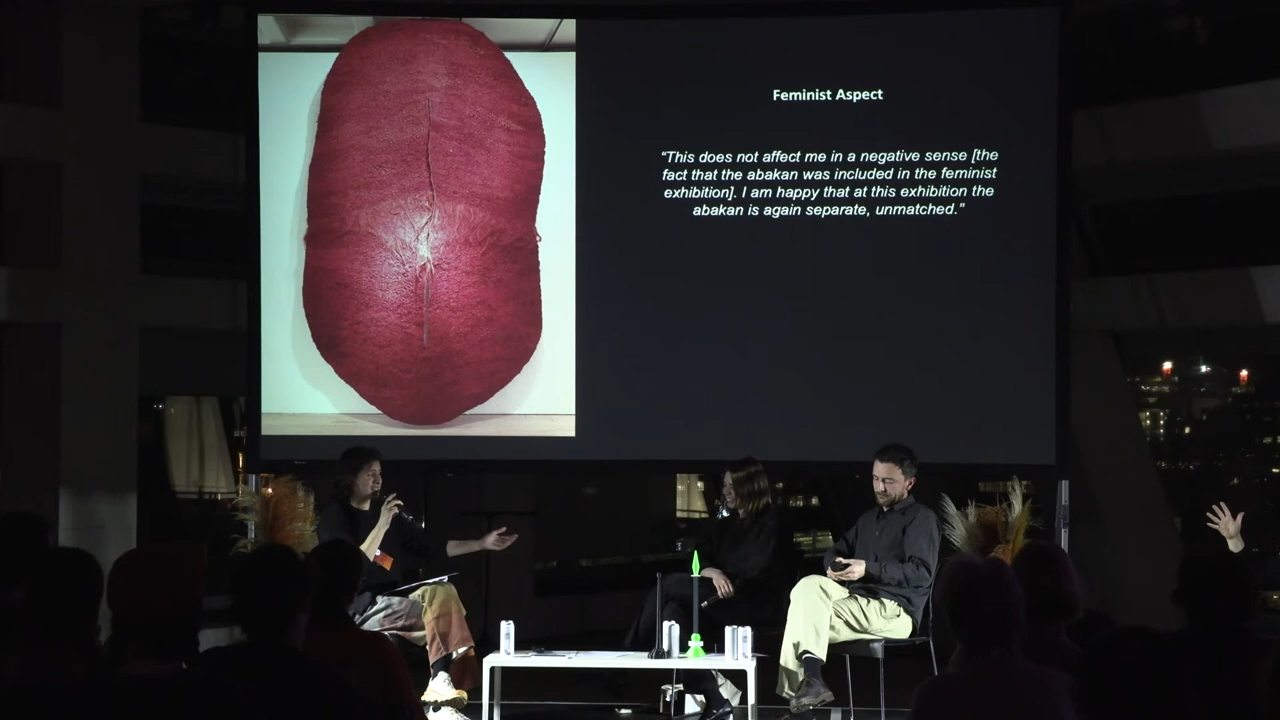 Feminist Aspect
“This does not affect me in a negative sense [the
fact that the abakan was included in the feminist
exhibition]. I am happy that at this exhibition the
abakan is again separate, unmatched.”